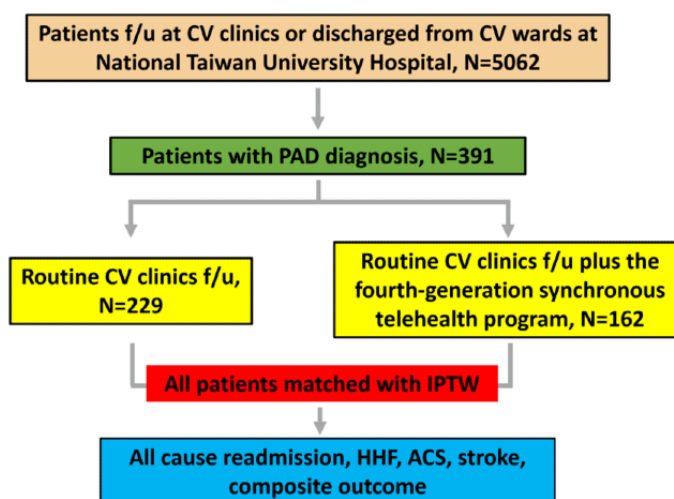 Patients f/u at CV clinics or discharged from CV wards at
National Taiwan University Hospital, N=5062
Patients with PAD diagnosis, N=391
Routine CV clinics f/u,
N=229
Routine CV clinics f/u plus the
fourth-generation synchronous
telehealth program, N=162
All patients matched with IPTW
All cause readmission, HHF, ACS, stroke,
composite outcome